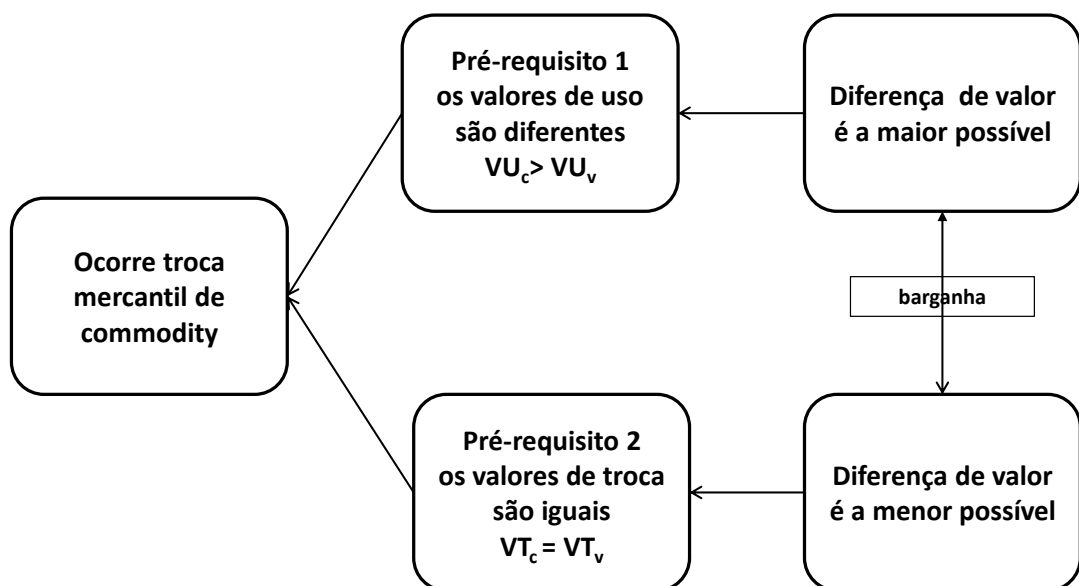 Pré-requisito 1
os valores de uso
são diferentes
VUc> VUv
Diferença de valor
é a maior possível
Ocorre troca
mercantil de
commodity
barganha
Pré-requisito 2
os valores de troca
são iguais
VTc = VTv
Diferença de valor
é a menor possível